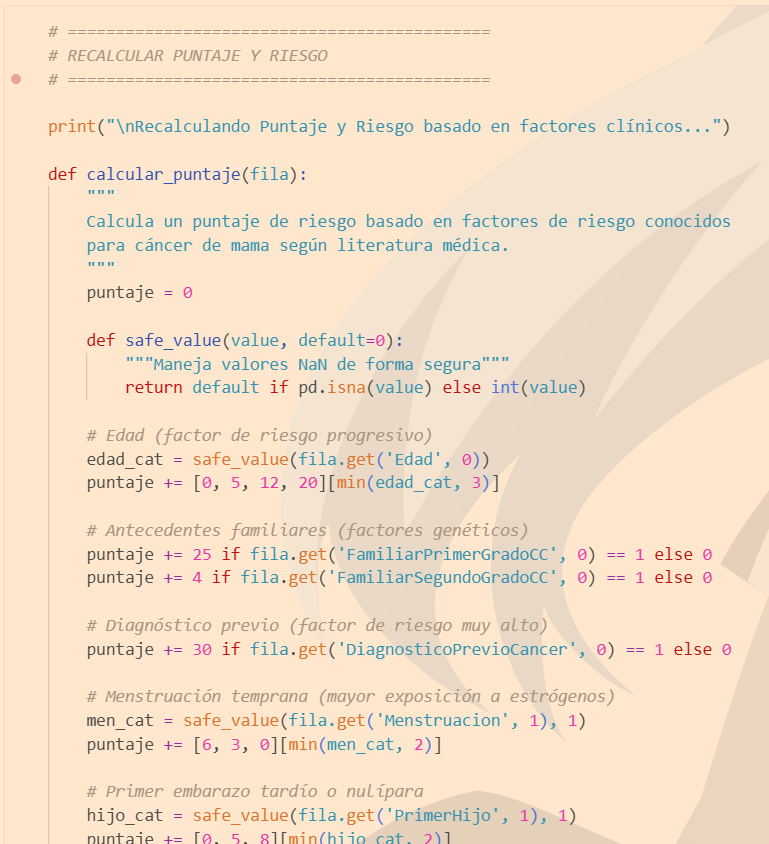 # ============================================
# RECALCULAR PUNTAJE Y RIESGO
# ============================================
print("\nRecalculando Puntaje y Riesgo basado en factores clínicos...")
def calcular_puntaje(fila):
"""
Calcula un puntaje de riesgo basado en factores de riesgo conocidos
para cáncer de mama según literatura médica.
"""
puntaje = 0
def safe_value(value, default=0):
"""Maneja valores NaN de forma segura"""
return default if pd.isna(value) else int(value)
# Edad (factor de riesgo progresivo)
edad_cat = safe_value(fila.get('Edad', 0))
puntaje += [0, 5, 12, 20][min(edad_cat, 3)]
# Antecedentes familiares (factores genéticos)
puntaje += 25 if fila.get('FamiliarPrimerGradoCC', 0) == 1 else 0
puntaje += 4 if fila.get('FamiliarSegundoGradoCC', 0) == 1 else 0
# Diagnóstico previo (factor de riesgo muy alto)
puntaje += 30 if fila.get('DiagnosticoPrevioCancer', 0) == 1 else 0
# Menstruación temprana (mayor exposición a estrógenos)
men_cat = safe_value(fila.get('Menstruacion', 1), 1)
puntaje += [6, 3, 0][min(men_cat, 2)]
# Primer embarazo tardío o nulípara
hijo_cat = safe_value(fila.get('PrimerHijo', 1), 1)
puntaje += [0, 5, 8][min(hijo_cat, 2)]